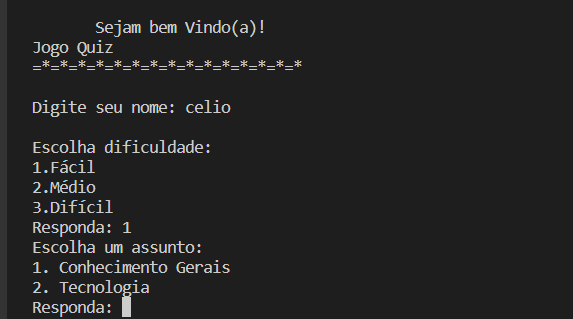 Sejam bem Vindo(a)!
Jogo Quiz
=*=*=*=*=*=*=*=*=*=*=*=*=*=*=*
Digite seu nome: celio
Escolha dificuldade:
1.Fácil
2.Médio
3.Difícil
Responda: 1
Escolha um assunto:
1. Conhecimento Gerais
2. Tecnologia
Responda: